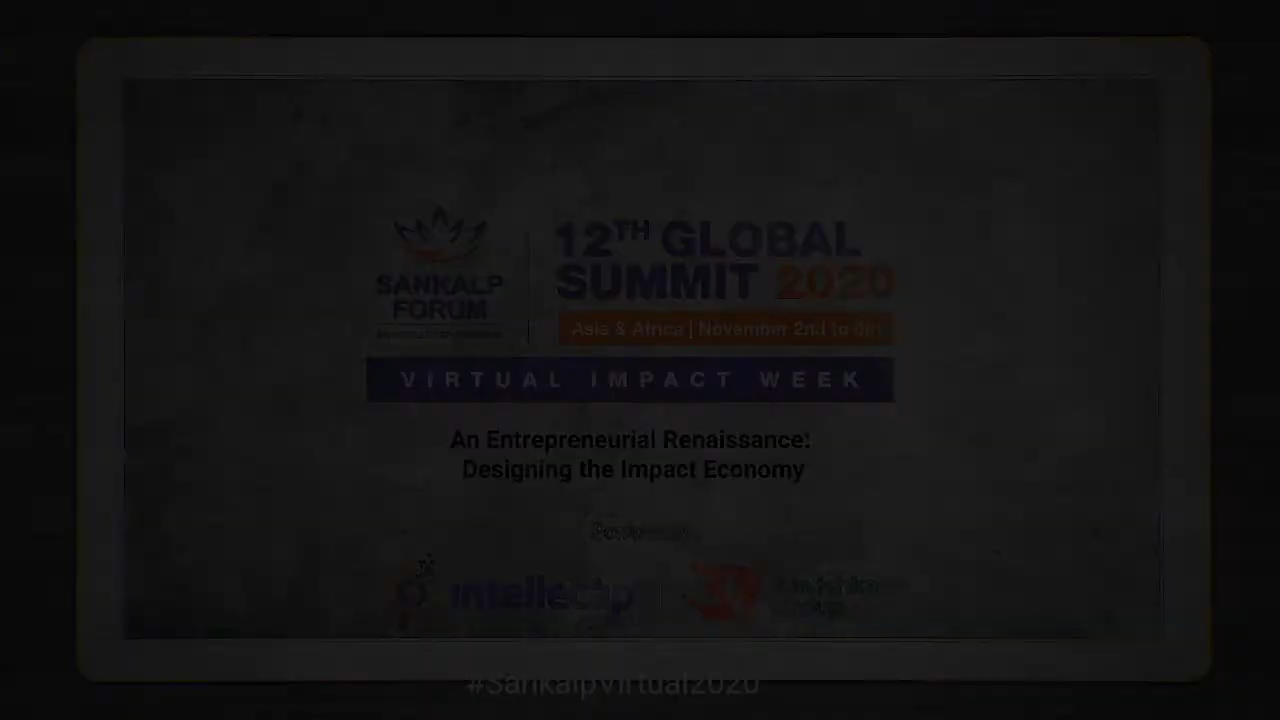 SANKALP
FORUM
12TH GLOBAL
SUMMIT 2020
Asia & Africa | November 2nd to 6th
VIRTUAL IMPACT WEEK
An Entrepreneurial Renaissance:
Designing the Impact Economy
intellecap
#SankalpVirtual2020